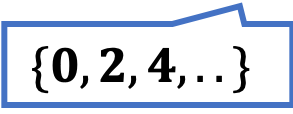 {0, 2, 4, . . }